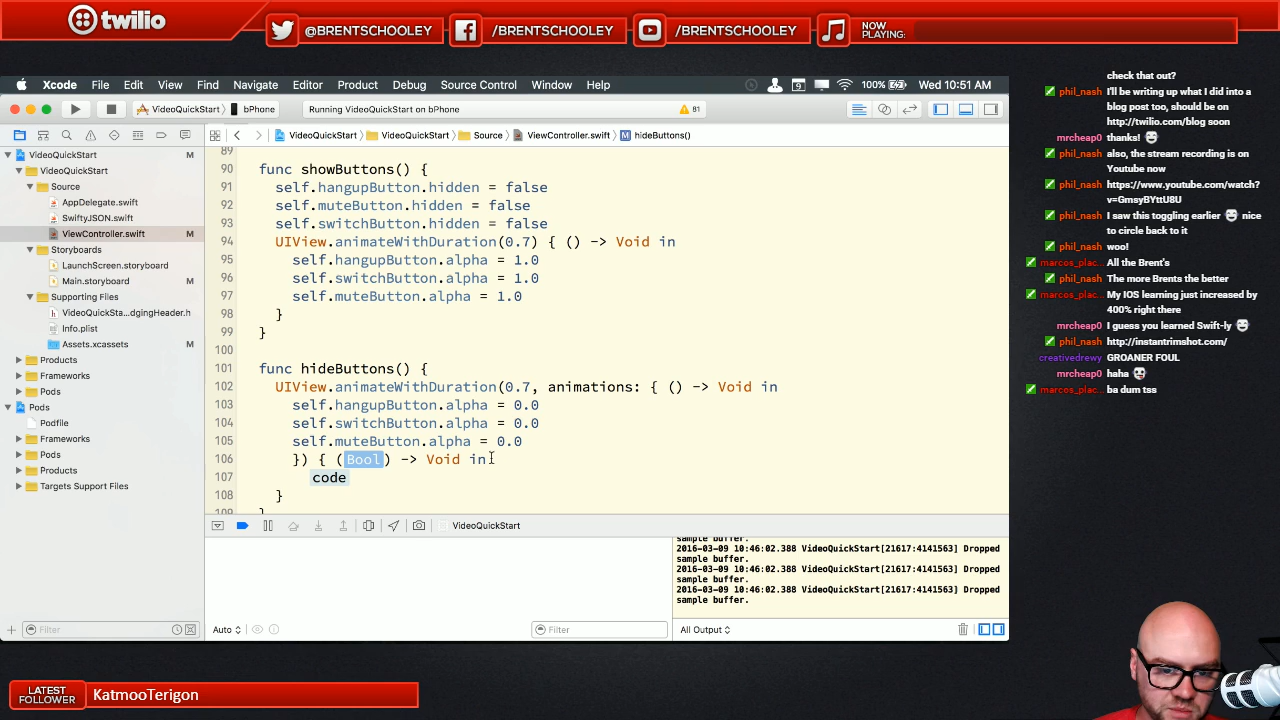 twilio
@BRENTSCHOOLEY
/BRENTSCHOOLEY
/BRENTSCHOOLEY
NOW
PLAYING:
Xcode File Edit View Find Navigate Editor Product Debug Source Control Window Help
100% Wed 10:51 AM
VideoQuickStart bPhone
Running VideoQuickStart on bPhone
81
VideoQuickStart VideoQuickStart Source ViewController.swift M hideButtons()
VideoQuickStart M
VideoQuickStart
Source
AppDelegate.swift
SwiftyJSON.swift
ViewController.swift M
Storyboards
LaunchScreen.storyboard
Main.storyboard M
Supporting Files
VideoQuickSta...dgingHeader.h
Info.plist
Assets.xcassets M
Products
Frameworks
Pods
Pods
Podfile
Frameworks
Pods
Products
Targets Support Files
Filter
89
90 func showButtons() {
91 self.hangupButton.hidden = false
92 self.muteButton.hidden = false
93 self.switchButton.hidden = false
94 UIView.animateWithDuration(0.7) { () -> Void in
95 self.hangupButton.alpha = 1.0
96 self.switchButton.alpha = 1.0
97 self.muteButton.alpha = 1.0
98 }
99 }
100
101 func hideButtons() {
102 UIView.animateWithDuration(0.7, animations: { () -> Void in
103 self.hangupButton.alpha = 0.0
104 self.switchButton.alpha = 0.0
105 self.muteButton.alpha = 0.0
106 }) { (Bool) -> Void in
107 code
108 }
109 }
VideoQuickStart
sample buffer.
2016-03-09 10:46:02.388 VideoQuickStart[21617:4141563] Dropped
sample buffer.
2016-03-09 10:46:02.388 VideoQuickStart[21617:4141563] Dropped
sample buffer.
2016-03-09 10:46:02.388 VideoQuickStart[21617:4141563] Dropped
sample buffer.
Auto
Filter
All Output
check that out?
phil_nash I'll be writing up what I did into a
blog post too, should be on
http://twilio.com/blog soon
mrcheap0 thanks!
phil_nash also, the stream recording is on
Youtube now
phil_nash https://www.youtube.com/watch?
v=GmsyBYttU8U
phil_nash I saw this toggling earlier nice
to circle back to it
phil_nash woo!
marcos_plac... All the Brent's
phil_nash The more Brents the better
marcos_plac... My IOS learning just increased by
400% right there
mrcheap0 I guess you learned Swift-ly
phil_nash http://instantrimshot.com/
creativedrewy GROANER FOUL
mrcheap0 haha
marcos_plac... ba dum tss
LATEST
FOLLOWER
KatmooTerigon